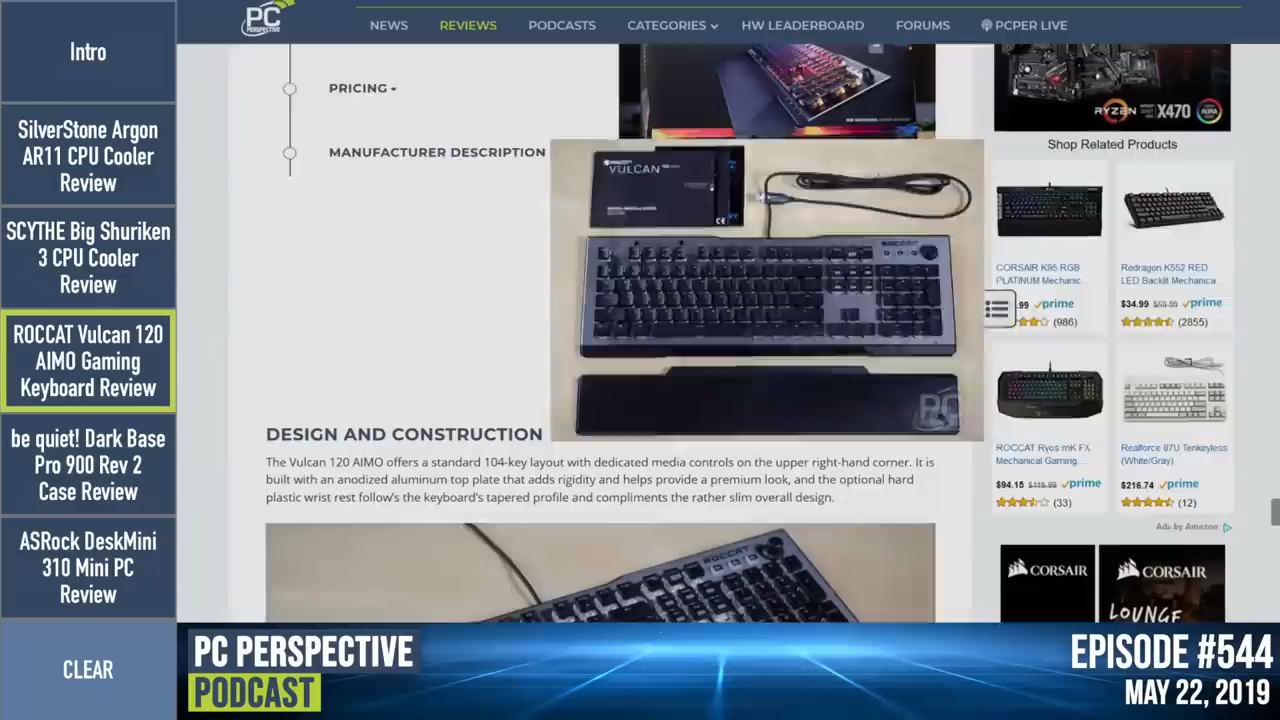 Intro
SilverStone Argon
AR11 CPU Cooler
Review
SCYTHE Big Shuriken
3 CPU Cooler
Review
ROCCAT Vulcan 120
AIMO Gaming
Keyboard Review
be quiet! Dark Base
Pro 900 Rev 2
Case Review
ASRock DeskMini
310 Mini PC
Review
CLEAR
PC
PERSPECTIVE
NEWS
REVIEWS
PODCASTS
CATEGORIES
HW LEADERBOARD
FORUMS
PCPER LIVE
PRICING
MANUFACTURER DESCRIPTION
VULCAN
PC
DESIGN AND CONSTRUCTION
The Vulcan 120 AIMO offers a standard 104-key layout with dedicated media controls on the upper right-hand corner. It is
built with an anodized aluminum top plate that adds rigidity and helps provide a premium look, and the optional hard
plastic wrist rest follow's the keyboard's tapered profile and compliments the rather slim overall design.
ROCCAT
RYZEN X470
Shop Related Products
CORSAIR K95 RGB
PLATINUM Mechanic...
.99 prime
(986)
Redragon K552 RED
LED Backlit Mechanica...
$34.99 $59.99 prime
(2855)
ROCCAT Ryos mK FX
Mechanical Gaming...
$94.15 $119.99 prime
(33)
Realforce 87U Tenkeyless
(White/Gray)
$216.74 prime
(12)
Ads by Amazon
CORSAIR
CORSAIR
LOUNGE
PC PERSPECTIVE
PODCAST
EPISODE #544
MAY 22, 2019